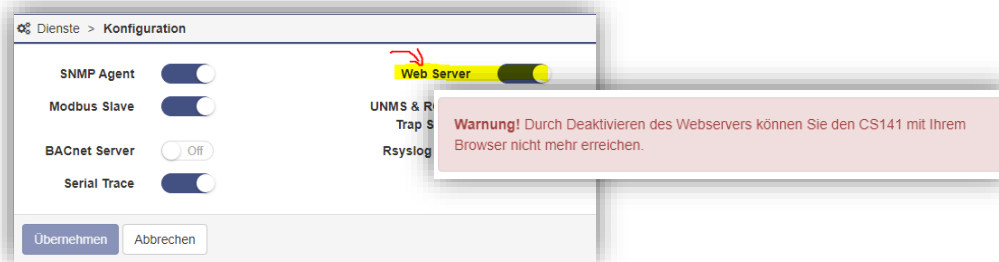 Dienste > Konfiguration
SNMP Agent
Web Server
Modbus Slave
UNMS &
Trap
BACnet Server
Off
Rsyslog
Serial Trace
Warnung! Durch Deaktivieren des Webservers können Sie den CS141 mit Ihrem
Browser nicht mehr erreichen.
Übernehmen
Abbrechen